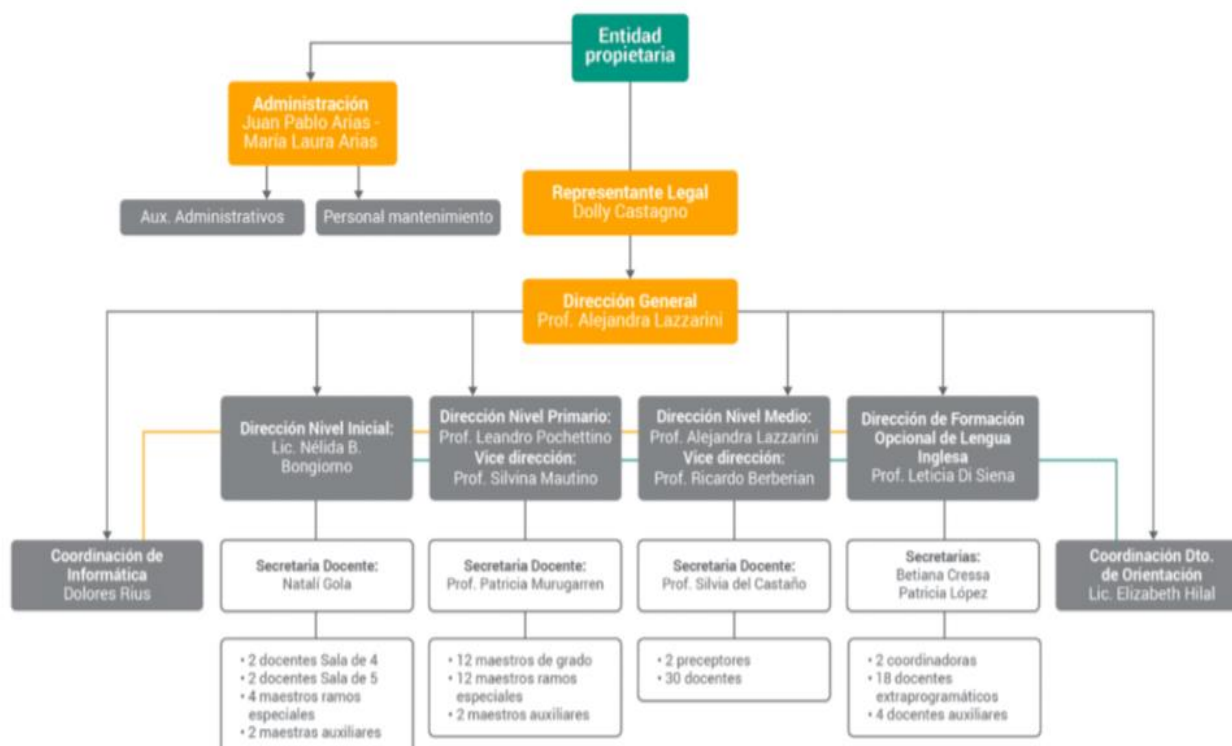 Entidad
propietaria
Administración
Juan Pablo Arias -
María Laura Arias
Aux. Administrativos
Personal mantenimiento
Representante Legal
Dolly Castagno
Dirección General
Prof. Alejandra Lazzarini
Dirección Nivel Inicial:
Lic. Nélida B.
Bongiorno
Dirección Nivel Primario:
Prof. Leandro Pochettino
Vice dirección:
Prof. Silvina Mautino
Dirección Nivel Medio:
Prof. Alejandra Lazzarini
Vice dirección:
Prof. Ricardo Berberian
Dirección de Formación
Opcional de Lengua
Inglesa
Prof. Leticia Di Siena
Coordinación de
Informática
Dolores Rius
Secretaria Docente:
Natalí Gola
Secretaria Docente:
Prof. Patricia Murugarren
Secretaria Docente:
Prof. Silvia del Castaño
Secretarias:
Betiana Cressa
Patricia López
Coordinación Dto.
de Orientación
Lic. Elizabeth Hilal
• 2 docentes Sala de 4
• 2 docentes Sala de 5
• 4 maestros ramos
especiales
• 2 maestras auxiliares
• 12 maestros de grado
• 12 maestros ramos
especiales
• 2 maestros auxiliares
• 2 preceptores
• 30 docentes
• 2 coordinadoras
• 18 docentes
extraprogramáticos
• 4 docentes auxiliares